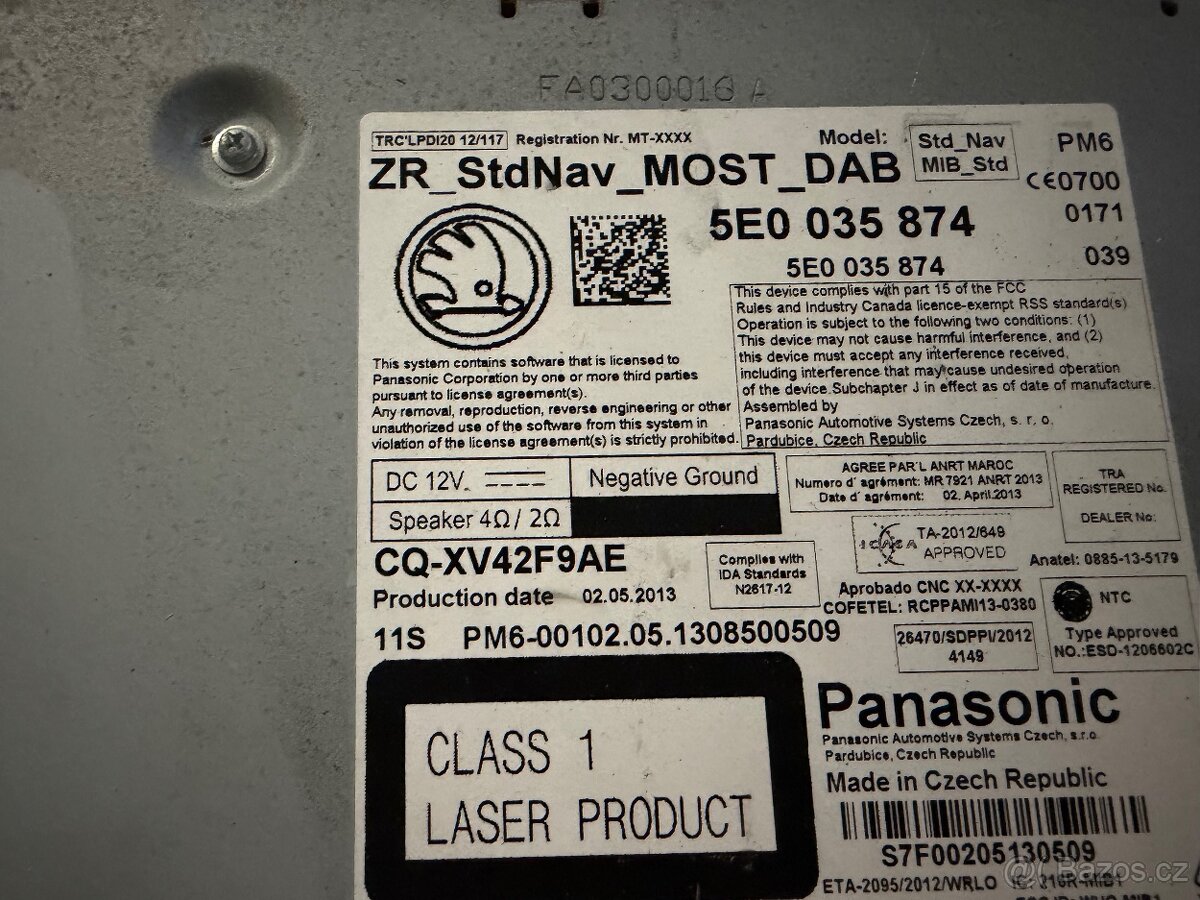 FA0300018 A
TRC'LPDI20 12/117 Registration Nr. MT-XXXX Model: Std_Nav MIB_Std PM6
ZR_StdNav_MOST_DAB
CE0700
5E0 035 874
0171
5E0 035 874
039
This device complies with part 15 of the FCC
Rules and Industry Canada licence-exempt RSS standard(s)
Operation is subject to the following two conditions: (1)
This device may not cause harmful interference, and (2)
this device must accept any interference received,
including interference that may cause undesired operation
of the device.Subchapter J in effect as of date of manufacture.
Assembled by
Panasonic Automotive Systems Czech, s. r. o.
Pardubice, Czech Republic
This system contains software that is licensed to
Panasonic Corporation by one or more third parties
pursuant to license agreement(s).
Any removal, reproduction, reverse engineering or other
unauthorized use of the software from this system in
violation of the license agreement(s) is strictly prohibited.
DC 12V
Negative Ground
Speaker 4Ω / 2Ω
AGREE PAR'L ANRT MAROC
Numero d' agrément: MR 7921 ANRT 2013
Date d' agrément: 02. April.2013
TRA
REGISTERED No.
DEALER No:
ICASA TA-2012/649
APPROVED
Anatel: 0885-13-5179
CQ-XV42F9AE
Complies with
IDA Standards
N2617-12
Production date 02.05.2013
Aprobado CNC XX-XXXX
COFETEL: RCPPAMI13-0380
NTC
Type Approved
NO.:ESD-1206602C
11S PM6-00102.05.1308500509
26470/SDPPI/2012
4149
CLASS 1
LASER PRODUCT
Panasonic
Panasonic Automotive Systems Czech, s.r.o.
Pardubice, Czech Republic
Made in Czech Republic
S7F00205130509
ETA-2095/2012/WRLO IC: 216R-MIB1
Bazos.cz